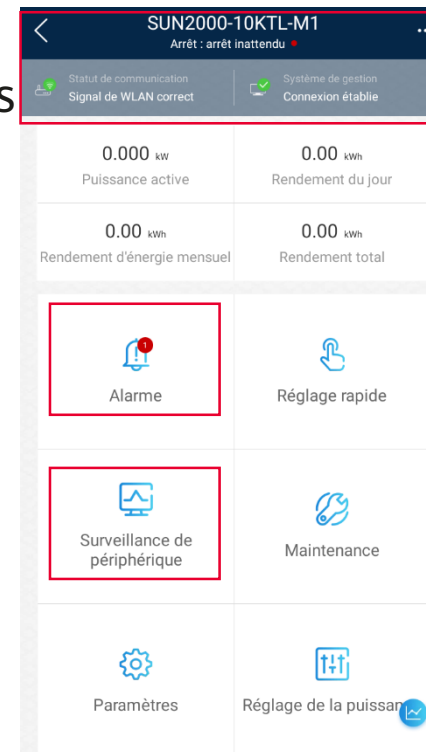 SUN2000-10KTL-M1
Arrêt : arrêt inattendu
s
Statut de communication
Signal de WLAN correct
Système de gestion
Connexion établie
0.000 kW
Puissance active
0.00 kWh
Rendement du jour
0.00 kWh
Rendement d'énergie mensuel
0.00 kWh
Rendement total
1
Alarme
Réglage rapide
Surveillance de
périphérique
Maintenance
Paramètres
Réglage de la puissan